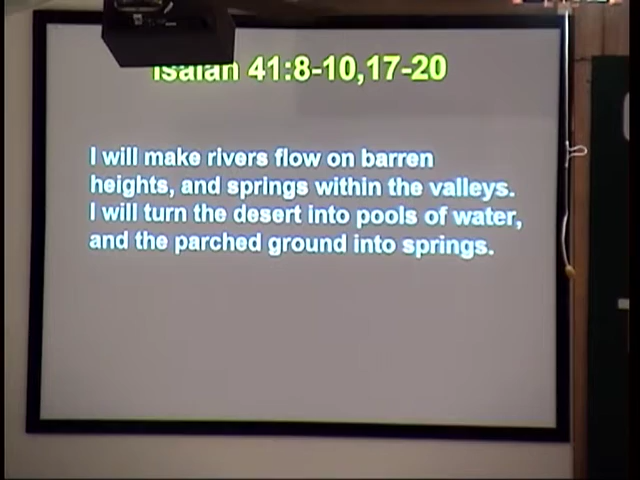 Isaiah 41:8-10,17-20
I will make rivers flow on barren
heights, and springs within the valleys.
I will turn the desert into pools of water,
and the parched ground into springs.